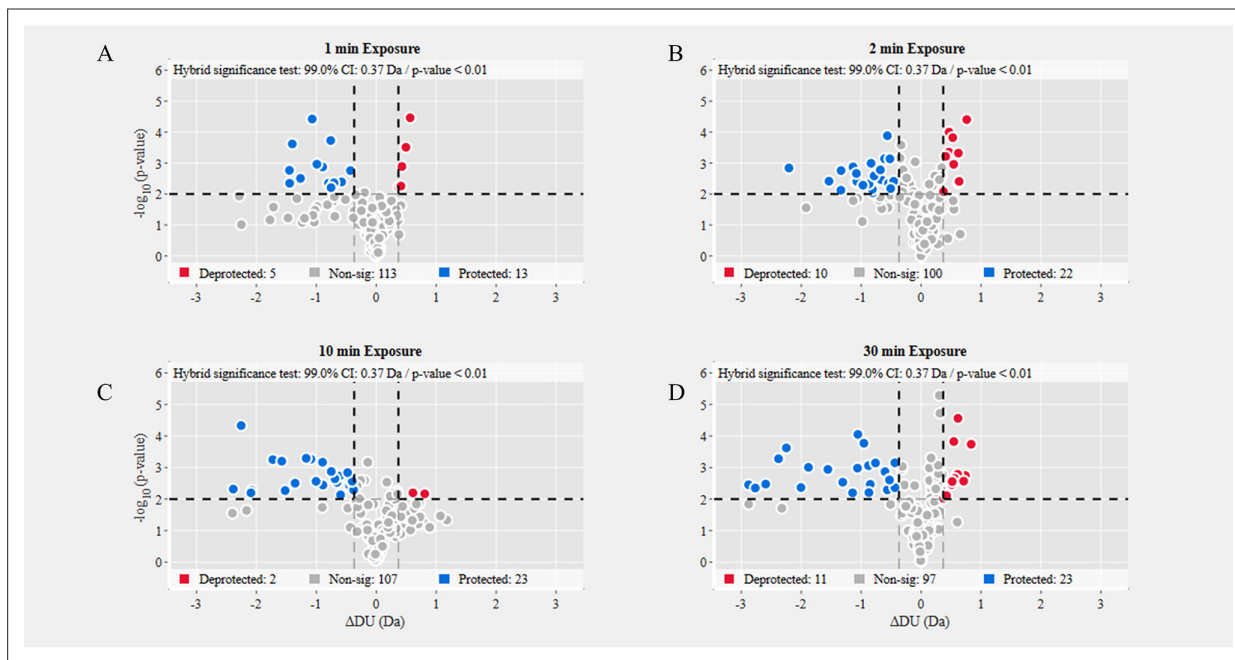 A
1 min Exposure
Hybrid significance test: 99.0% CI: 0.37 Da / p-value < 0.01
6
5
4
3
2
1
0
-log10 (p-value)
Deprotected: 5 Non-sig: 113 Protected: 13
-3 -2 -1 0 1 2 3
B
2 min Exposure
Hybrid significance test: 99.0% CI: 0.37 Da / p-value < 0.01
6
5
4
3
2
1
0
Deprotected: 10 Non-sig: 100 Protected: 22
-3 -2 -1 0 1 2 3
C
10 min Exposure
Hybrid significance test: 99.0% CI: 0.37 Da / p-value < 0.01
6
5
4
3
2
1
0
-log10 (p-value)
Deprotected: 2 Non-sig: 107 Protected: 23
-3 -2 -1 0 1 2 3
ΔDU (Da)
D
30 min Exposure
Hybrid significance test: 99.0% CI: 0.37 Da / p-value < 0.01
6
5
4
3
2
1
0
Deprotected: 11 Non-sig: 97 Protected: 23
-3 -2 -1 0 1 2 3
ΔDU (Da)